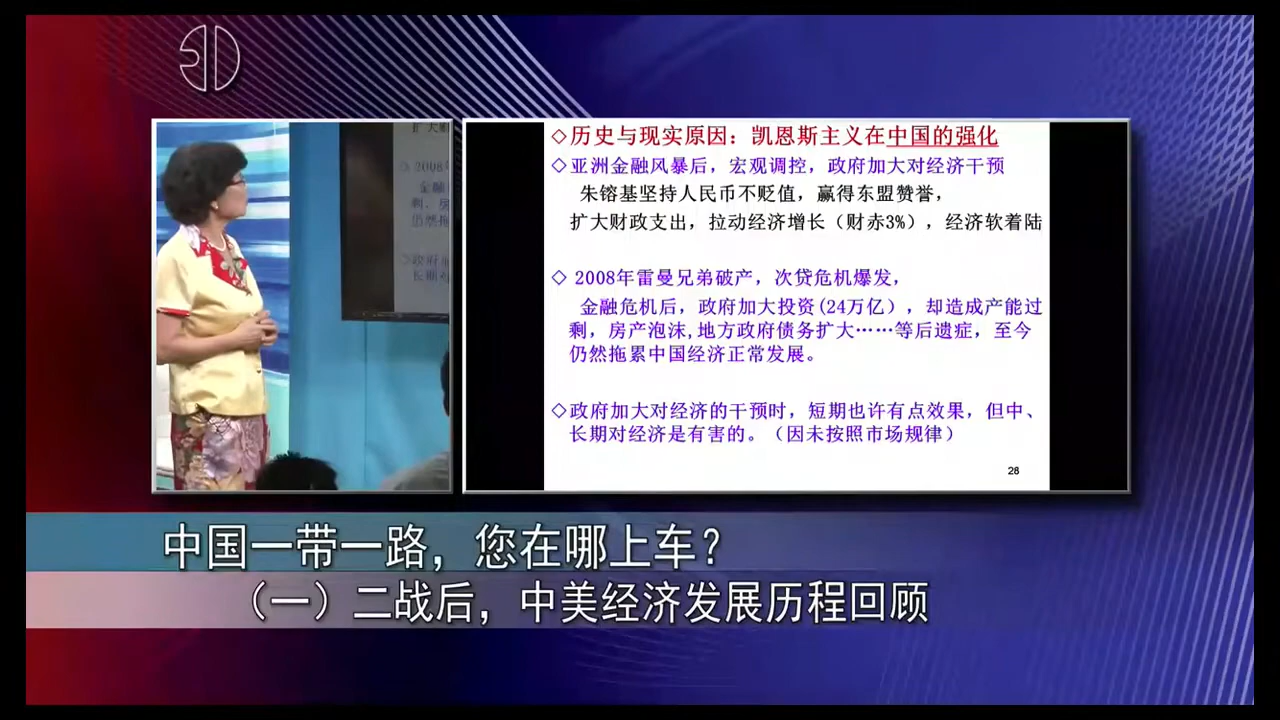 ◇历史与现实原因：凯恩斯主义在中国的强化
◇亚洲金融风暴后，宏观调控，政府加大对经济干预
朱镕基坚持人民币不贬值，赢得东盟赞誉，
扩大财政支出，拉动经济增长（财赤3%），经济软着陆
◇ 2008年雷曼兄弟破产，次贷危机爆发，
金融危机后，政府加大投资(24万亿），却造成产能过
剩，房产泡沫,地方政府债务扩大……等后遗症，至今
仍然拖累中国经济正常发展。
◇政府加大对经济的干预时，短期也许有点效果，但中、
长期对经济是有害的。（因未按照市场规律）
28
中国一带一路，您在哪上车？
（一）二战后，中美经济发展历程回顾